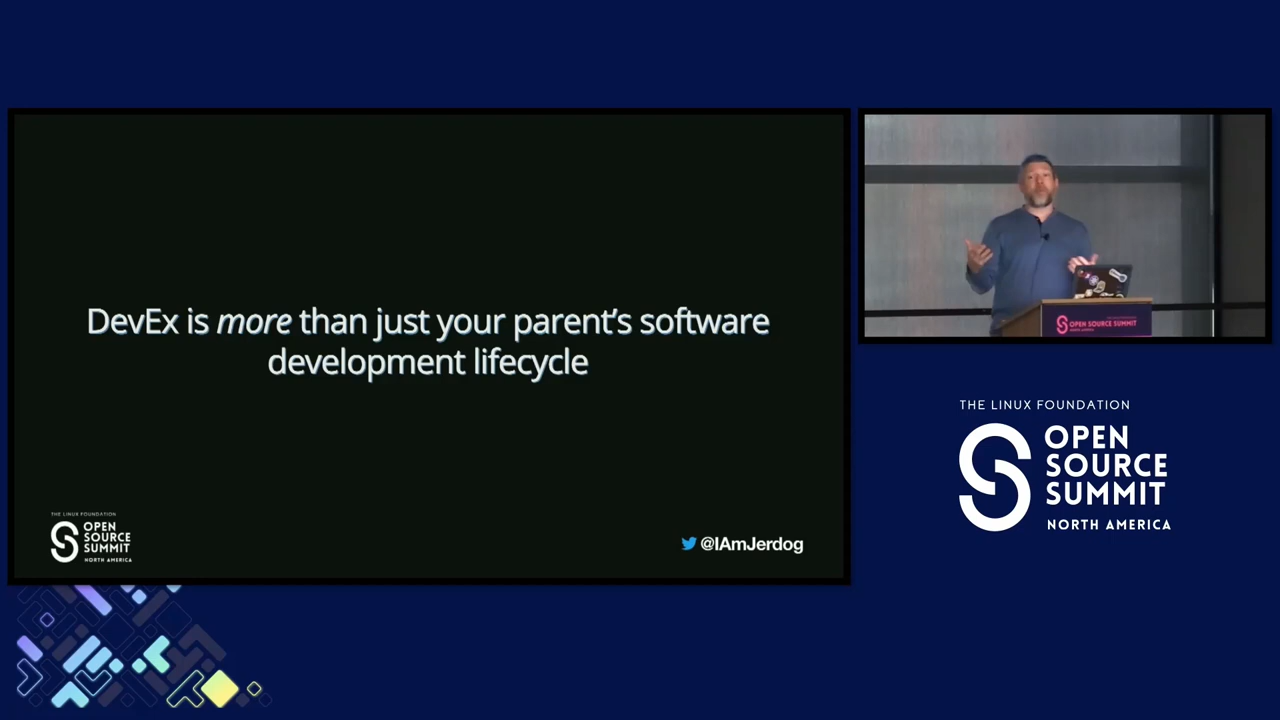 DevEx is more than just your parent's software
development lifecycle
THE LINUX FOUNDATION
OPEN
SOURCE
SUMMIT
NORTH AMERICA
@IAmJerdog
OPEN SOURCE SUMMIT
THE LINUX FOUNDATION
OPEN
SOURCE
SUMMIT
NORTH AMERICA